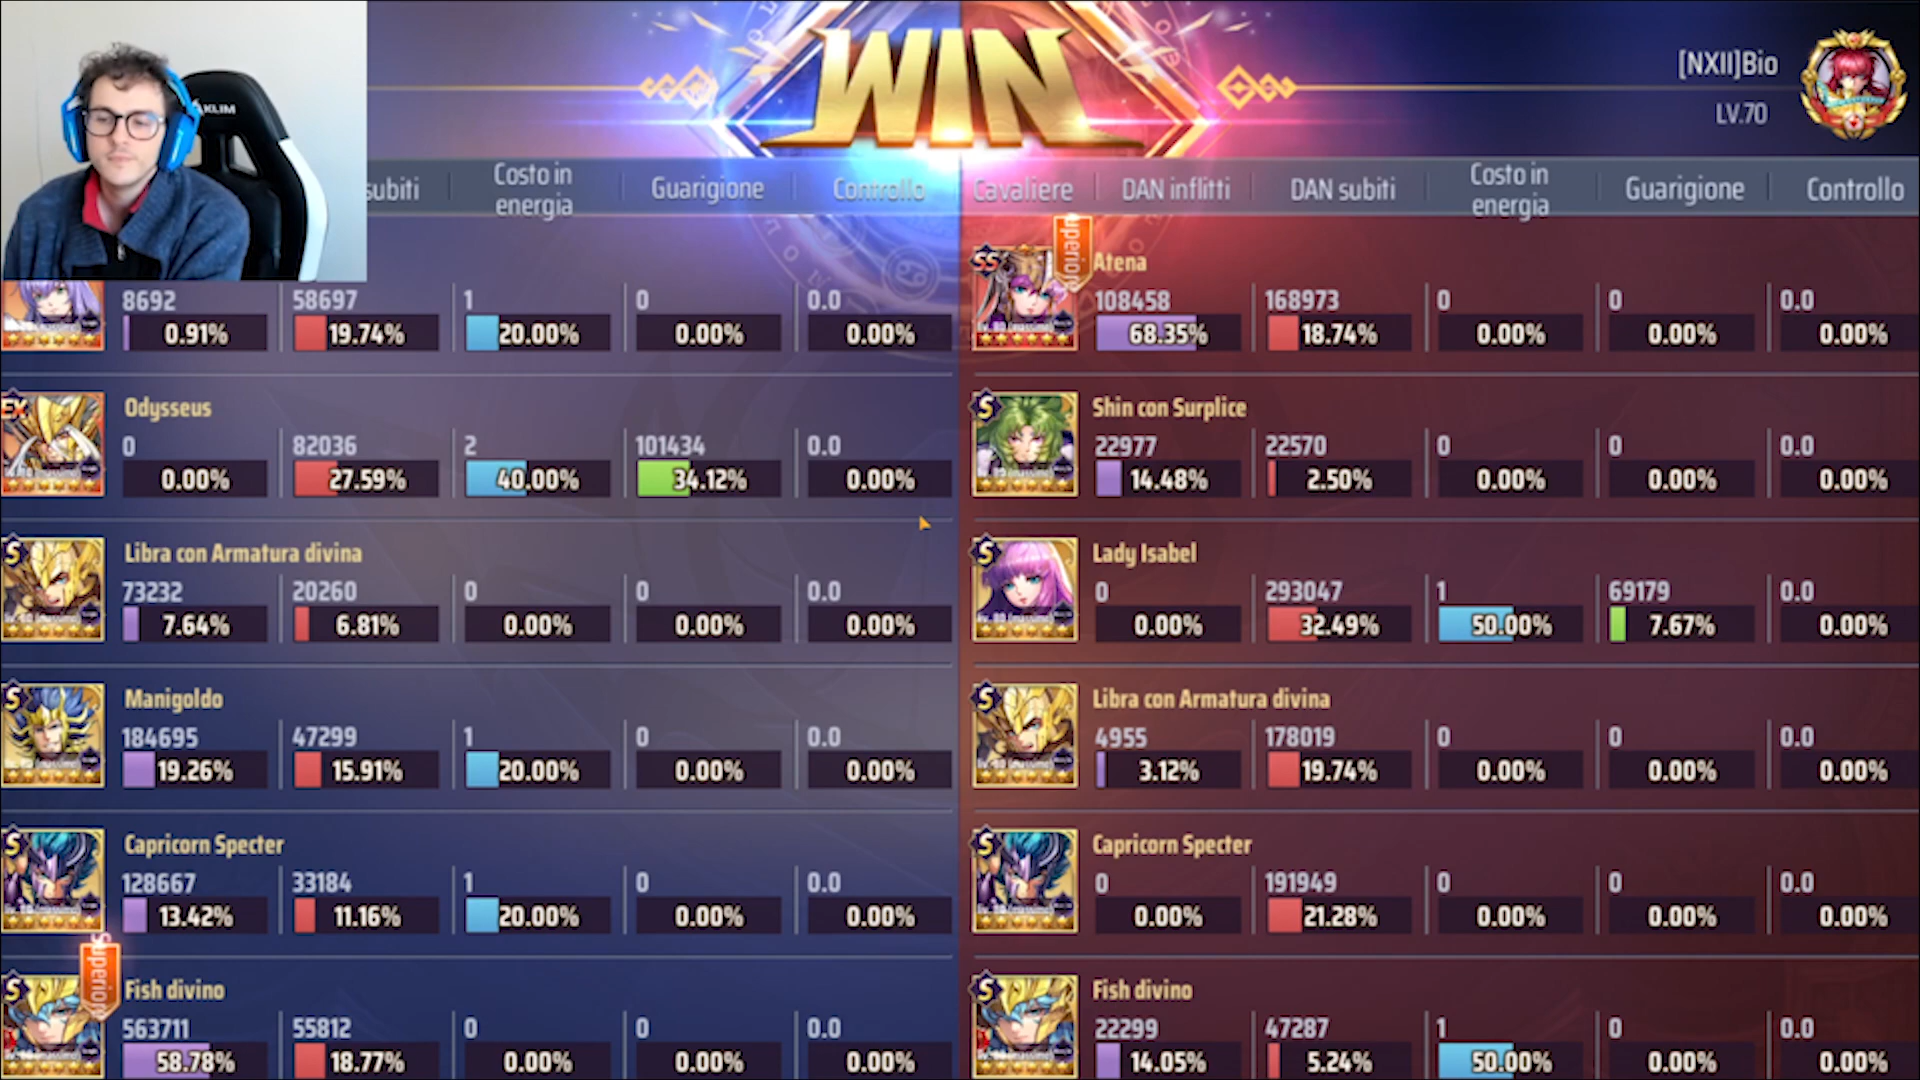 KLIM
WIN
[NXII]Bio
LV.70
subiti
Costo in energia
Guarigione
Controllo
Cavaliere
DAN inflitti
DAN subiti
Costo in energia
Guarigione
Controllo
8692 58697 1 0 0.0
0.91% 19.74% 20.00% 0.00% 0.00%
EX
Odysseus
0 82036 2 101434 0.0
0.00% 27.59% 40.00% 34.12% 0.00%
S
Libra con Armatura divina
73232 20260 0 0 0.0
7.64% 6.81% 0.00% 0.00% 0.00%
S
Manigoldo
184695 47299 1 0 0.0
19.26% 15.91% 20.00% 0.00% 0.00%
S
Capricorn Specter
128667 33184 1 0 0.0
13.42% 11.16% 20.00% 0.00% 0.00%
S
Superior
Fish divino
563711 55812 0 0 0.0
58.78% 18.77% 0.00% 0.00% 0.00%
SS
uperior
Atena
108458 168973 0 0 0.0
68.35% 18.74% 0.00% 0.00% 0.00%
S
Shin con Surplice
22977 22570 0 0 0.0
14.48% 2.50% 0.00% 0.00% 0.00%
S
Lady Isabel
0 293047 1 69179 0.0
0.00% 32.49% 50.00% 7.67% 0.00%
S
Libra con Armatura divina
4955 178019 0 0 0.0
3.12% 19.74% 0.00% 0.00% 0.00%
S
Capricorn Specter
0 191949 0 0 0.0
0.00% 21.28% 0.00% 0.00% 0.00%
S
Fish divino
22299 47287 1 0 0.0
14.05% 5.24% 50.00% 0.00% 0.00%